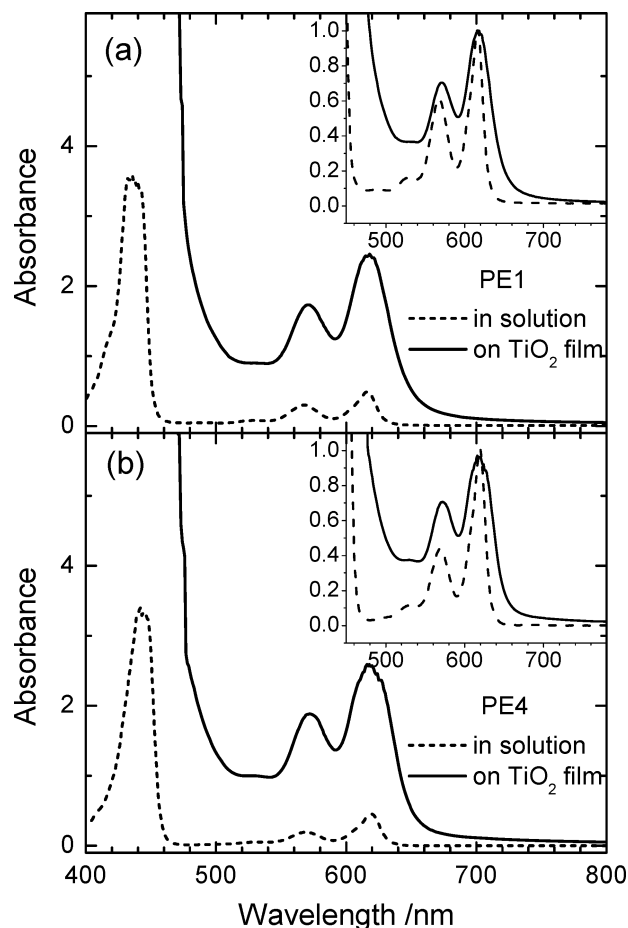 (a)
1.0
0.8
0.6
0.4
0.2
0.0
500 600 700
PE1
in solution
on TiO₂ film
4
2
0
Absorbance
(b)
1.0
0.8
0.6
0.4
0.2
0.0
500 600 700
PE4
in solution
on TiO₂ film
4
2
0
Absorbance
400 500 600 700 800
Wavelength /nm